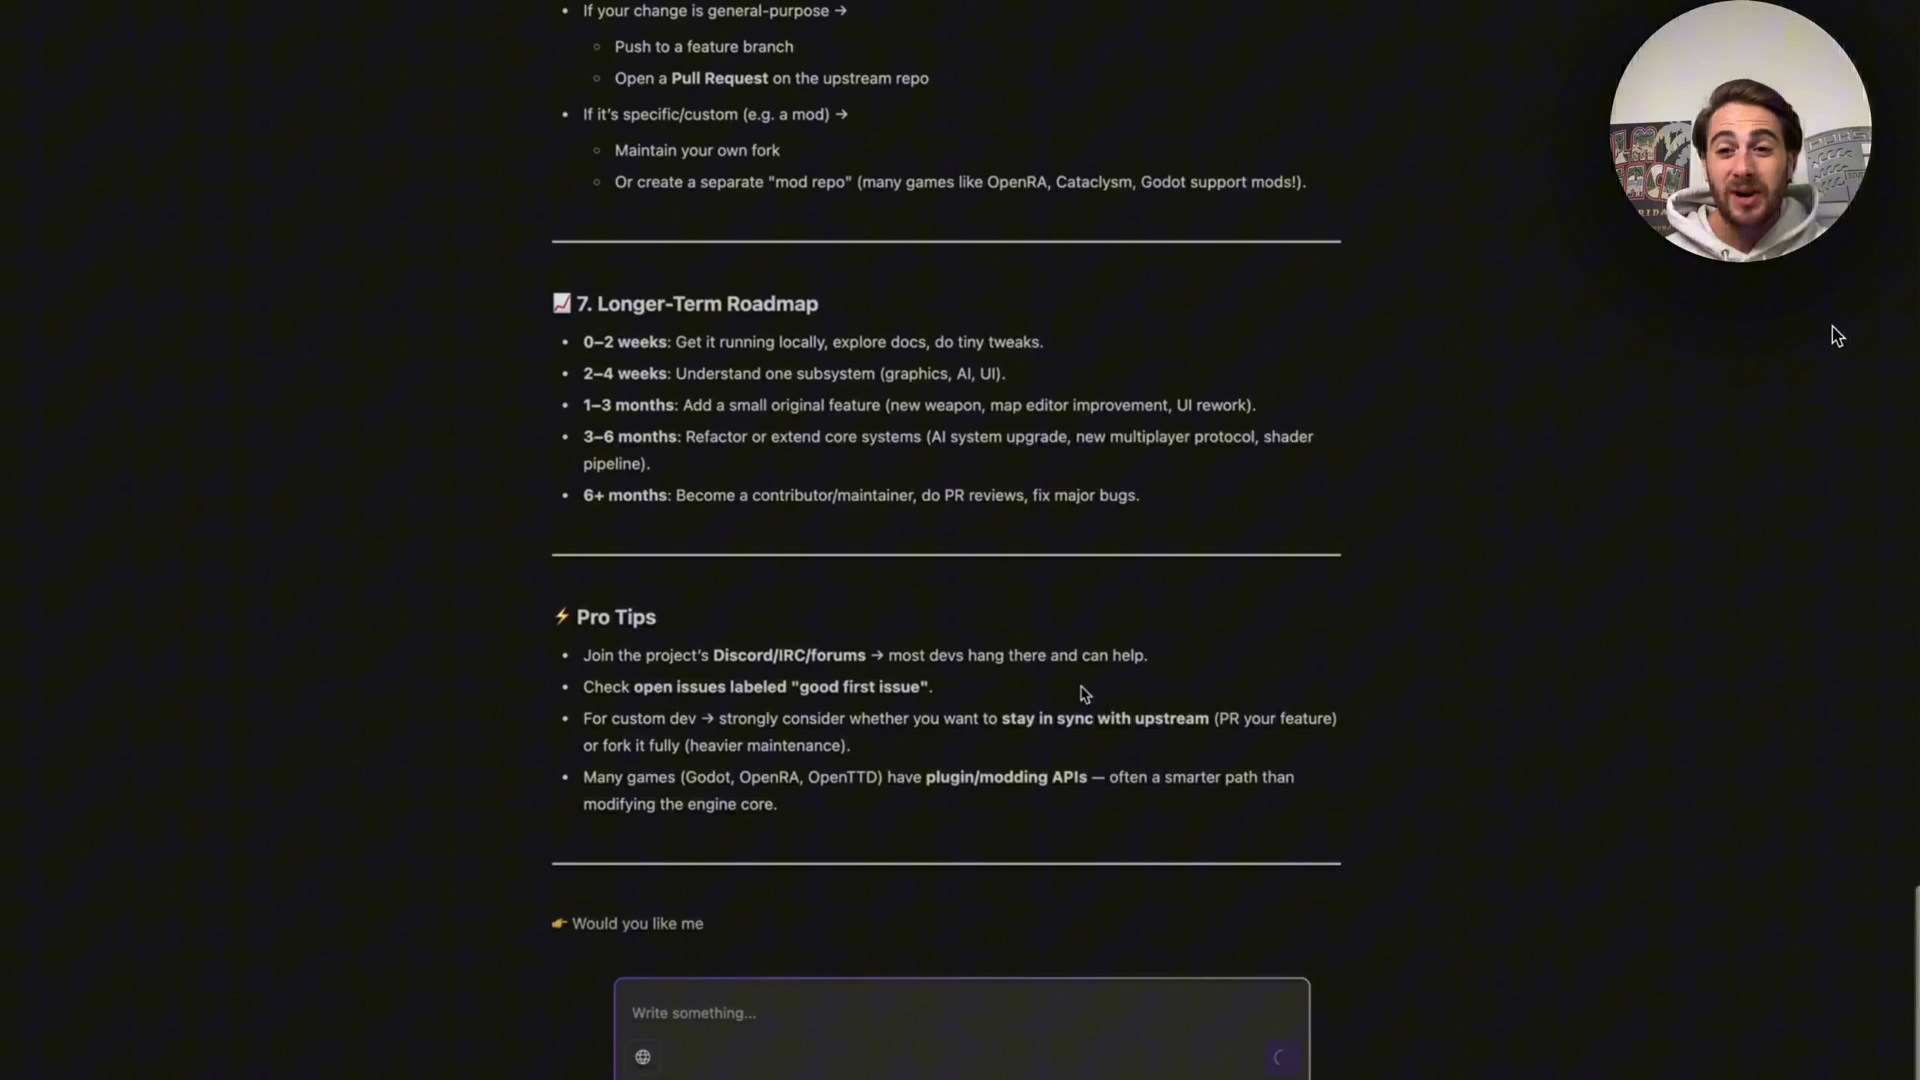 If your change is general-purpose →
Push to a feature branch
Open a Pull Request on the upstream repo
If it's specific/custom (e.g. a mod) →
Maintain your own fork
Or create a separate "mod repo" (many games like OpenRA, Cataclysm, Godot support mods!).
7. Longer-Term Roadmap
0–2 weeks: Get it running locally, explore docs, do tiny tweaks.
2–4 weeks: Understand one subsystem (graphics, AI, UI).
1–3 months: Add a small original feature (new weapon, map editor improvement, UI rework).
3–6 months: Refactor or extend core systems (AI system upgrade, new multiplayer protocol, shader
pipeline).
6+ months: Become a contributor/maintainer, do PR reviews, fix major bugs.
Pro Tips
Join the project's Discord/IRC/forums → most devs hang there and can help.
Check open issues labeled "good first issue".
For custom dev → strongly consider whether you want to stay in sync with upstream (PR your feature)
or fork it fully (heavier maintenance).
Many games (Godot, OpenRA, OpenTTD) have plugin/modding APIs — often a smarter path than
modifying the engine core.
Would you like me
Write something...